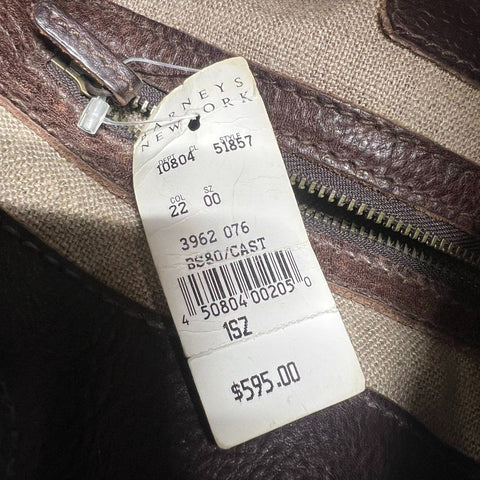 BARNEYS
NEW YORK
DEPT CL STYLE
10804 51857
COL SZ
22 00
3962 076
BS80/CAST
4 50804 00205 0
1SZ
$595.00